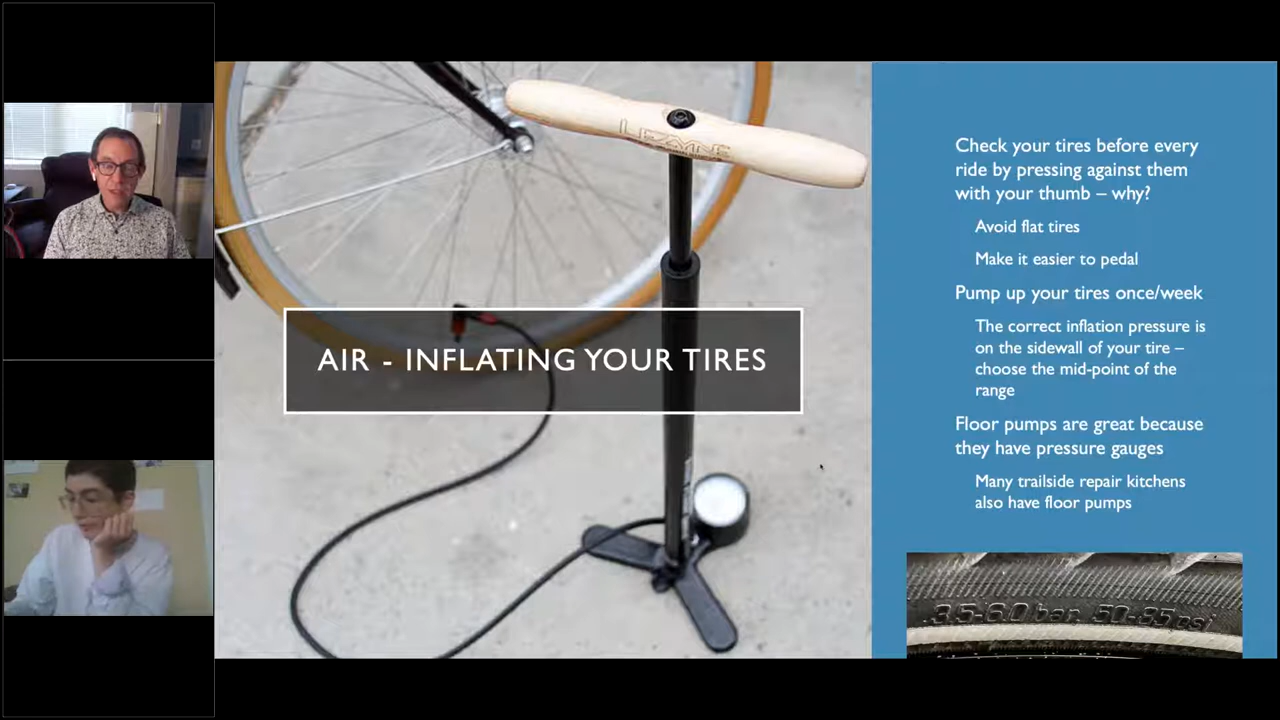 LEZYNE
AIR - INFLATING YOUR TIRES
Check your tires before every
ride by pressing against them
with your thumb – why?
Avoid flat tires
Make it easier to pedal
Pump up your tires once/week
The correct inflation pressure is
on the sidewall of your tire –
choose the mid-point of the
range
Floor pumps are great because
they have pressure gauges
Many trailside repair kitchens
also have floor pumps
3,5-6,0 bar 50-85 psi